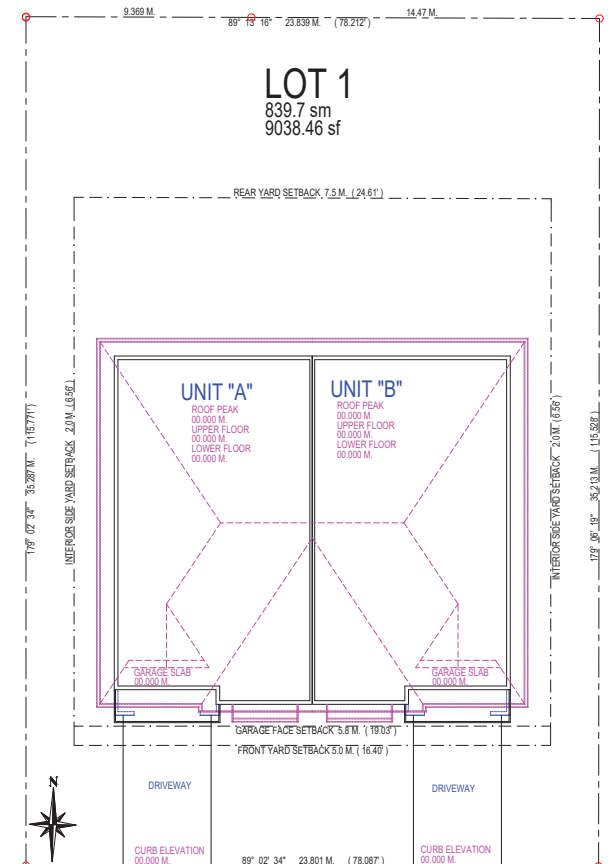 9.369 M.
14.47 M.
89° 13' 16" 23.839 M. ( 78.212' )
LOT 1
839.7 sm
9038.46 sf
REAR YARD SETBACK 7.5 M. ( 24.61' )
UNIT "A"
ROOF PEAK
00.000 M.
UPPER FLOOR
00.000 M.
LOWER FLOOR
00.000 M.
UNIT "B"
ROOF PEAK
00.000 M.
UPPER FLOOR
00.000 M.
LOWER FLOOR
00.000 M.
179° 02' 34" 35.287 M. ( 115.771' )
INTERIOR SIDE YARD SETBACK 2.0 M. ( 6.56' )
INTERIOR SIDE YARD SETBACK 2.0 M. ( 6.56' )
179° 06' 19" 35.213 M. ( 115.528' )
GARAGE SLAB
00.000 M.
GARAGE SLAB
00.000 M.
GARAGE FACE SETBACK 5.8 M. ( 19.03' )
FRONT YARD SETBACK 5.0 M. ( 16.40' )
N
DRIVEWAY
DRIVEWAY
CURB ELEVATION
00.000 M.
CURB ELEVATION
00.000 M.
89° 02' 34" 23.801 M. ( 78.087' )